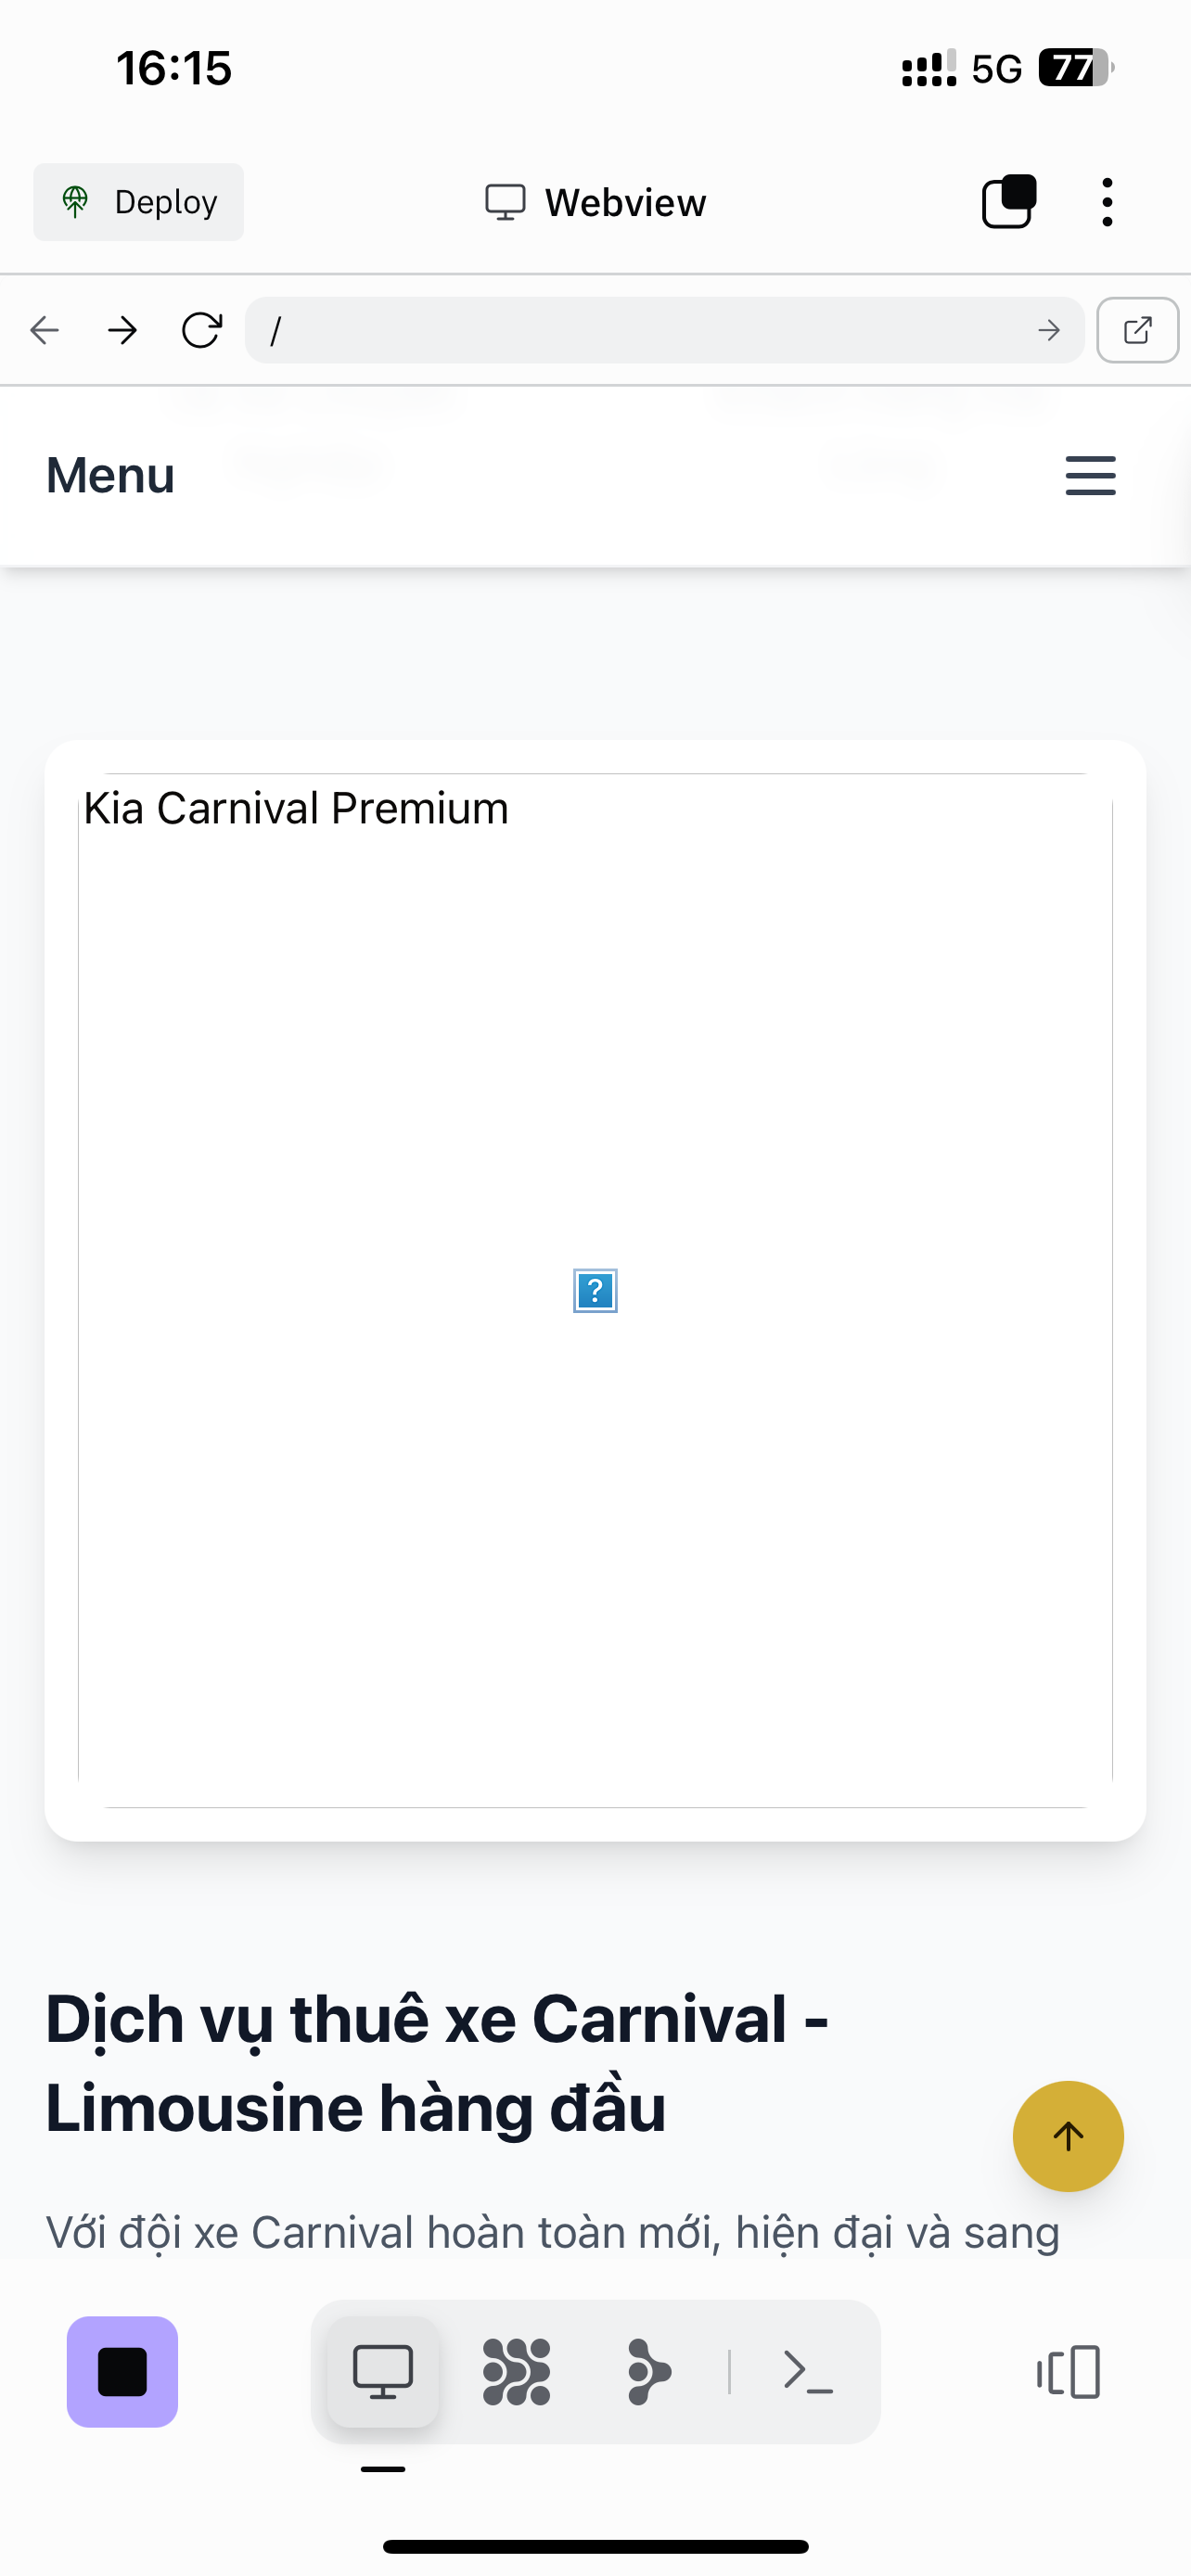 16:15
5G 77
Deploy
Webview
/
Menu
Kia Carnival Premium
?
Dịch vụ thuê xe Carnival -
Limousine hàng đầu
Với đội xe Carnival hoàn toàn mới, hiện đại và sang